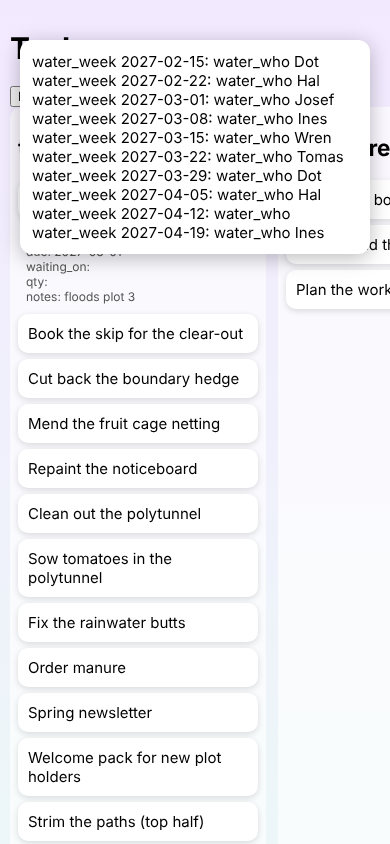 water_week 2027-02-15: water_who Dot
water_week 2027-02-22: water_who Hal
water_week 2027-03-01: water_who Josef
water_week 2027-03-08: water_who Ines
water_week 2027-03-15: water_who Wren
water_week 2027-03-22: water_who Tomas
water_week 2027-03-29: water_who Dot
water_week 2027-04-05: water_who Hal
water_week 2027-04-12: water_who
water_week 2027-04-19: water_who Ines
waiting_on:
qty:
notes: floods plot 3
Book the skip for the clear-out
Cut back the boundary hedge
Mend the fruit cage netting
Repaint the noticeboard
Clean out the polytunnel
Sow tomatoes in the
polytunnel
Fix the rainwater butts
Order manure
Spring newsletter
Welcome pack for new plot
holders
Strim the paths (top half)
Plan the work